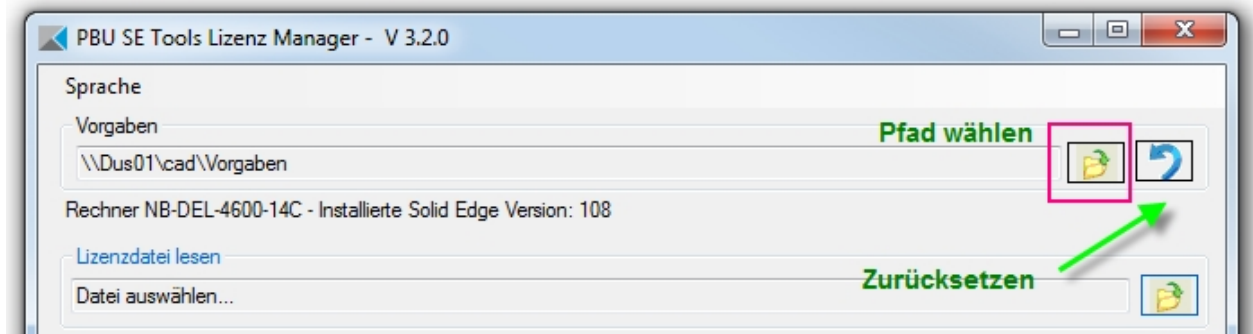 PBU SE Tools Lizenz Manager - V 3.2.0
Sprache
Vorgaben
Pfad wählen
\\Dus01\cad\Vorgaben
Rechner NB-DEL-4600-14C - Installierte Solid Edge Version: 108
Lizenzdatei lesen
Zurücksetzen
Datei auswählen...